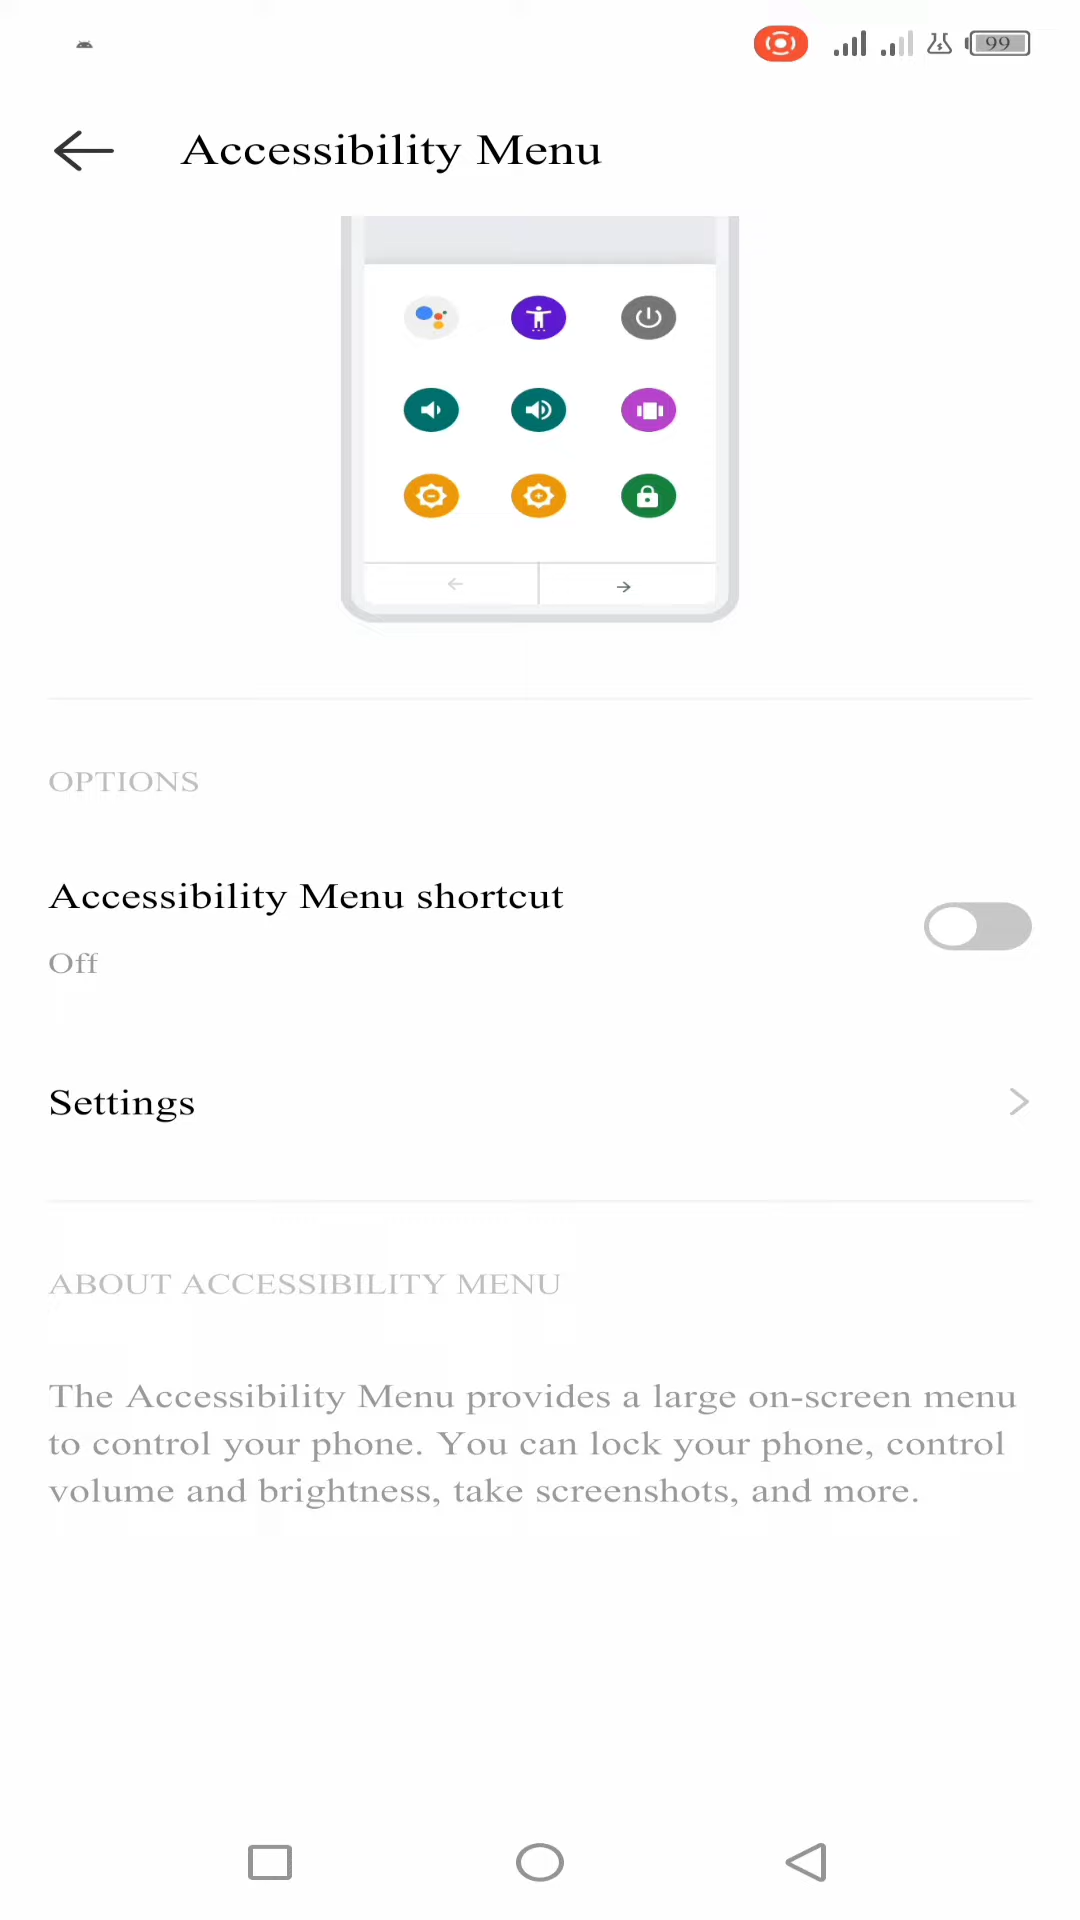 99
Accessibility Menu
OPTIONS
Accessibility Menu shortcut
Off
Settings
ABOUT ACCESSIBILITY MENU
The Accessibility Menu provides a large on-screen menu
to control your phone. You can lock your phone, control
volume and brightness, take screenshots, and more.